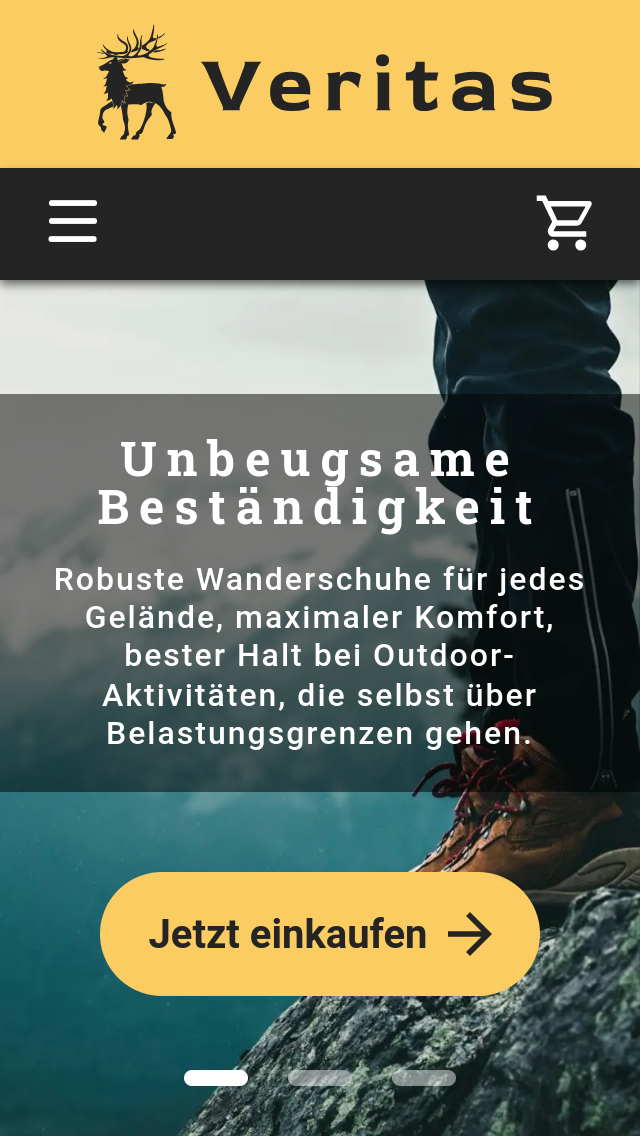 Veritas
Unbeugsame
Beständigkeit
Robuste Wanderschuhe für jedes
Gelände, maximaler Komfort,
bester Halt bei Outdoor-
Aktivitäten, die selbst über
Belastungsgrenzen gehen.
Jetzt einkaufen